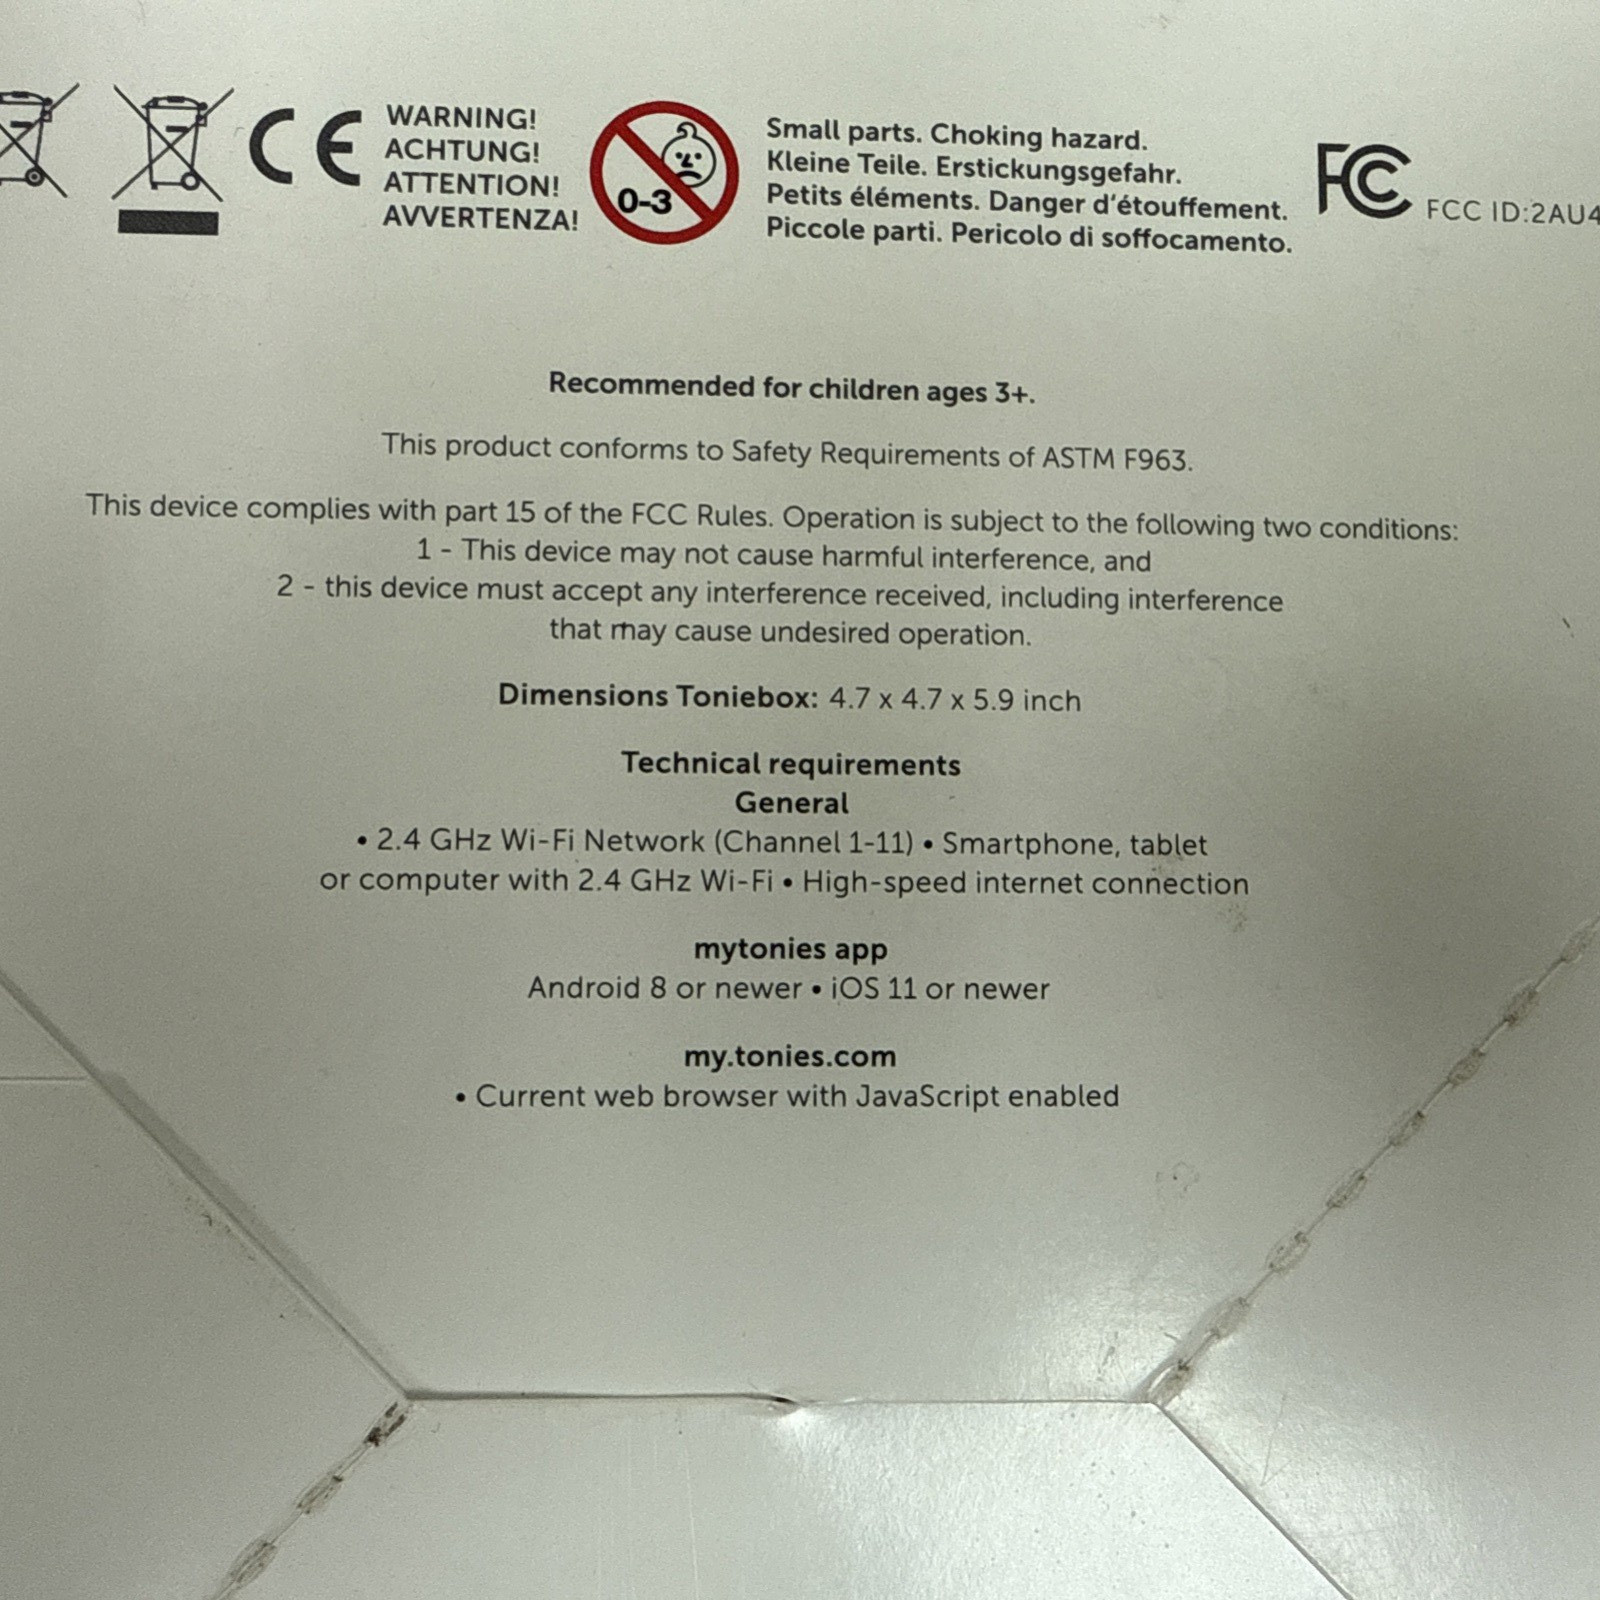 CE
WARNING!
ACHTUNG!
ATTENTION!
AVVERTENZA!
0-3
Small parts. Choking hazard.
Kleine Teile. Erstickungsgefahr.
Petits éléments. Danger d'étouffement.
Piccole parti. Pericolo di soffocamento.
FC FCC ID:2AU4
Recommended for children ages 3+.
This product conforms to Safety Requirements of ASTM F963.
This device complies with part 15 of the FCC Rules. Operation is subject to the following two conditions:
1 - This device may not cause harmful interference, and
2 - this device must accept any interference received, including interference
that may cause undesired operation.
Dimensions Toniebox: 4.7 x 4.7 x 5.9 inch
Technical requirements
General
• 2.4 GHz Wi-Fi Network (Channel 1-11) • Smartphone, tablet
or computer with 2.4 GHz Wi-Fi • High-speed internet connection
mytonies app
Android 8 or newer • iOS 11 or newer
my.tonies.com
• Current web browser with JavaScript enabled